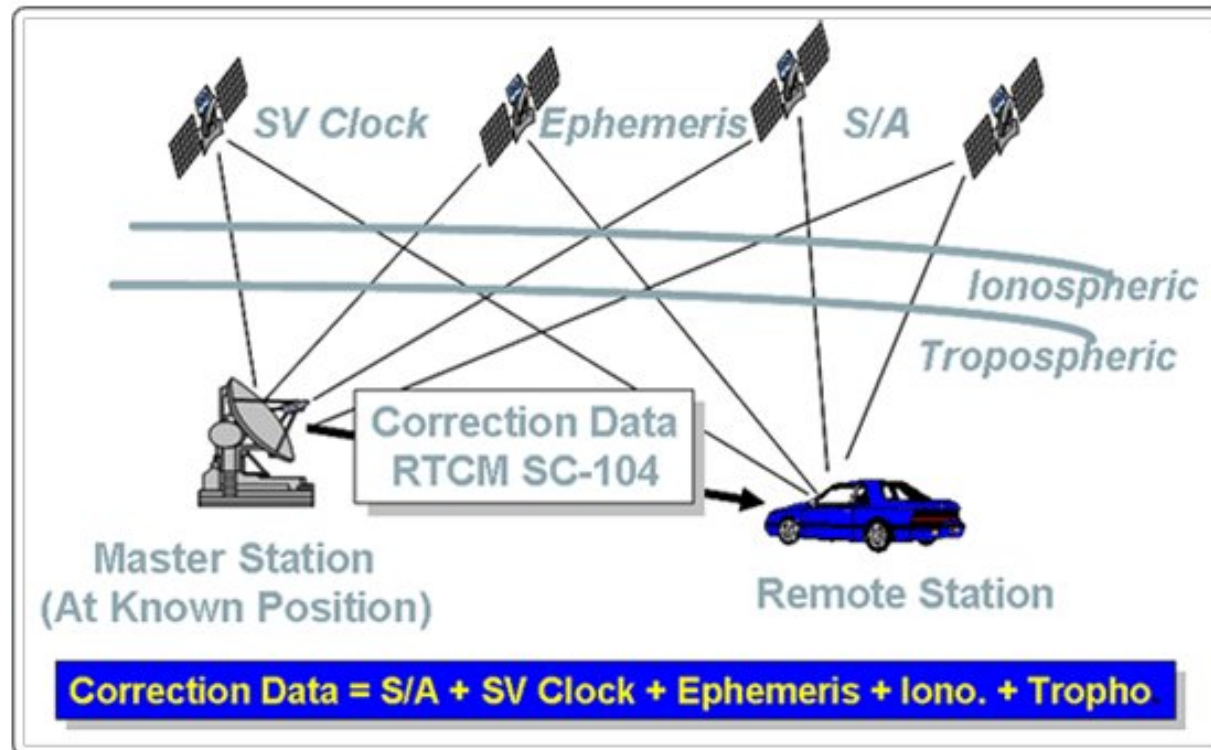 SV Clock
Ephemeris
S/A
Ionospheric
Tropospheric
Correction Data
RTCM SC-104
Master Station
(At Known Position)
Remote Station
Correction Data = S/A + SV Clock + Ephemeris + Iono. + Tropho.